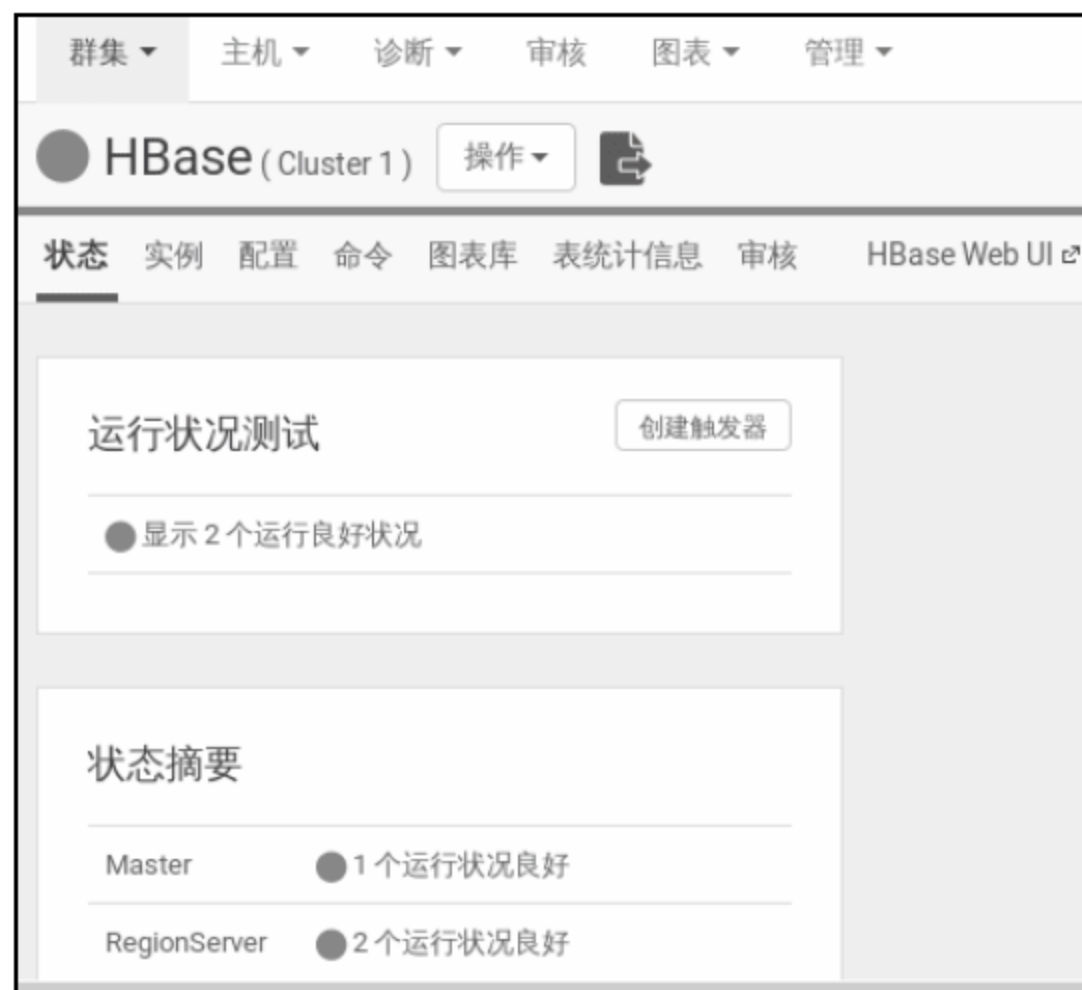 群集 主机 诊断 审核 图表 管理
HBase ( Cluster 1 ) 操作
状态 实例 配置 命令 图表库 表统计信息 审核 HBase Web UI
运行状况测试 创建触发器
显示 2 个运行良好状况
状态摘要
Master 1 个运行状况良好
RegionServer 2 个运行状况良好